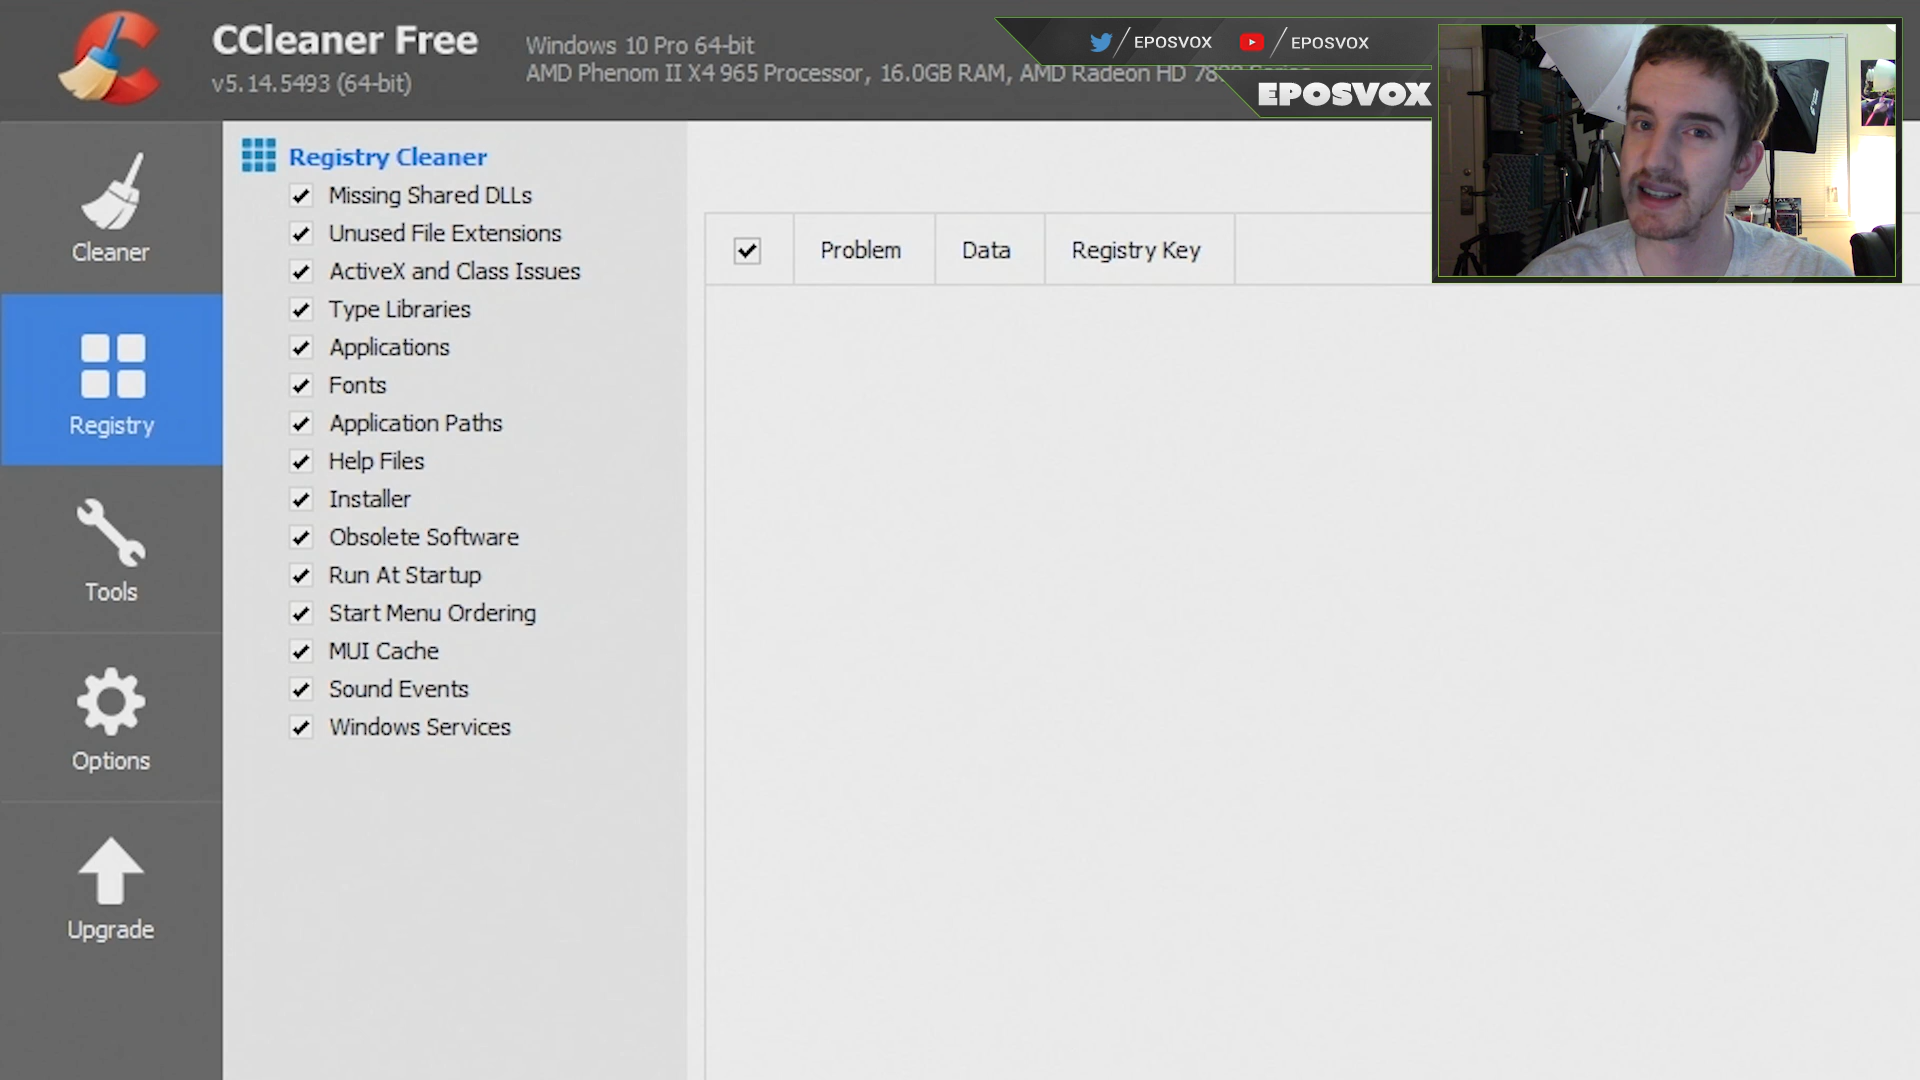 CCleaner Free
v5.14.5493 (64-bit)
Windows 10 Pro 64-bit
AMD Phenom II X4 965 Processor, 16.0GB RAM, AMD Radeon HD
EPOSVOX
EPOSVOX
EPOSVOX
Cleaner
Registry
Tools
Options
Upgrade
Registry Cleaner
Missing Shared DLLs
Unused File Extensions
ActiveX and Class Issues
Type Libraries
Applications
Fonts
Application Paths
Help Files
Installer
Obsolete Software
Run At Startup
Start Menu Ordering
MUI Cache
Sound Events
Windows Services
Problem
Data
Registry Key